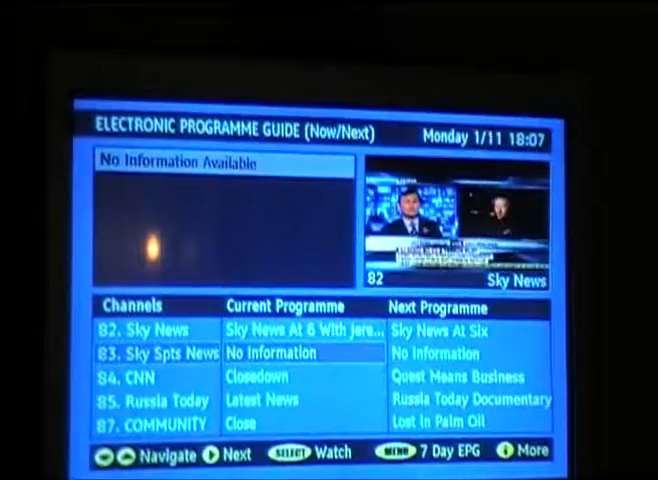 ELECTRONIC PROGRAMME GUIDE (Now/Next) Monday 1/11 18:07
No Information Available
82 Sky News
Channels Current Programme Next Programme
82. Sky News Sky News At 6 With Jere... Sky News At Six
83. Sky Spts News No Information No Information
84. CNN Closedown Quest Means Business
85. Russia Today Latest News Russia Today Documentary
87. COMMUNITY Close Lost in Palm Oil
Navigate Next SELECT Watch MENU 7 Day EPG i More